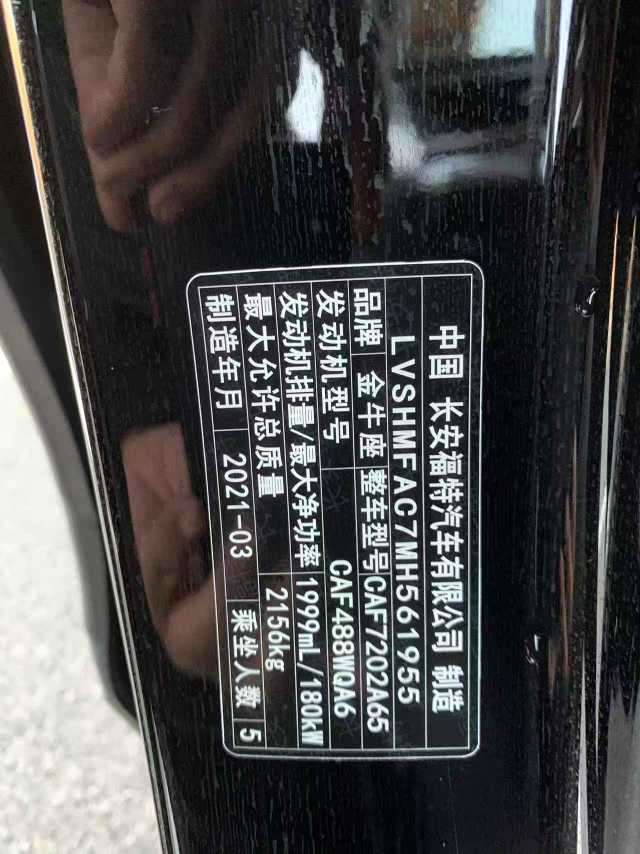 中国 长安福特汽车有限公司 制造
LVSHMFAC7MH561955
品牌 金牛座 整车型号 CAF7202A65
发动机型号 CAF488WQA6
发动机排量/最大净功率 1999mL/180kW
最大允许总质量 2156kg
制造年月 2021-03 乘坐人数 5